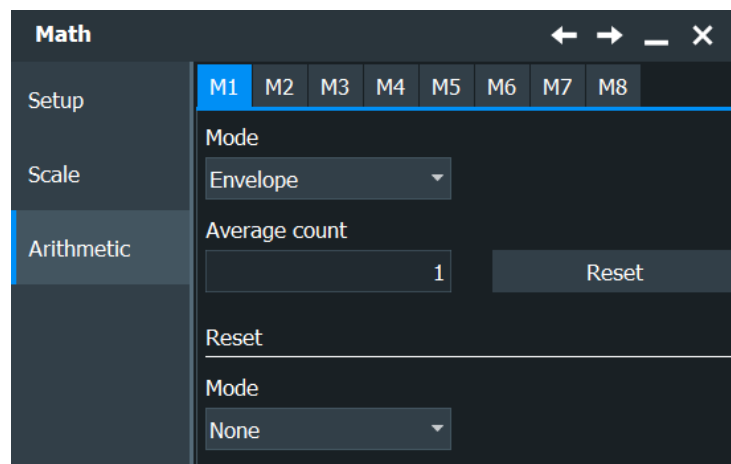 Math
Setup
Scale
Arithmetic
M1 M2 M3 M4 M5 M6 M7 M8
Mode
Envelope
Average count
1 Reset
Reset
Mode
None